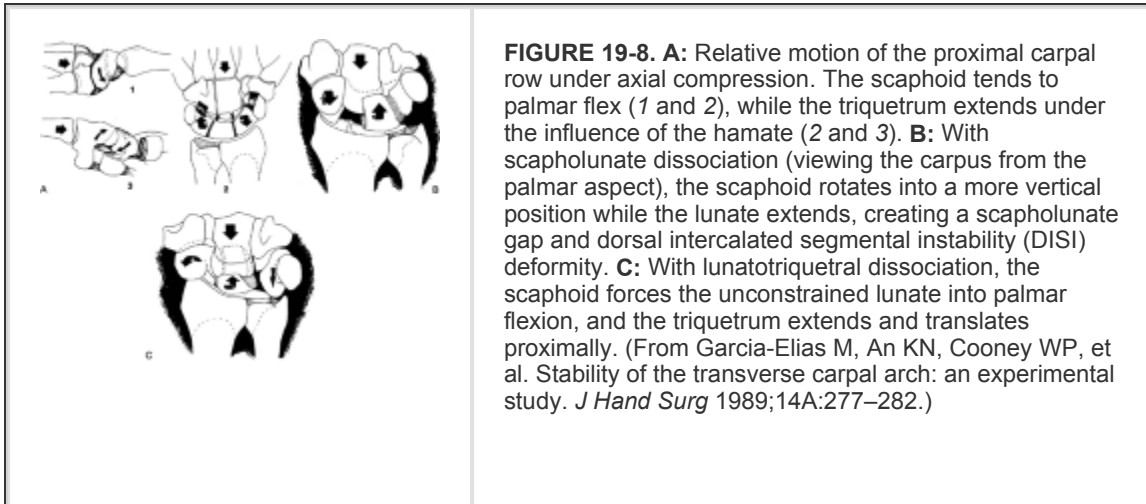 1
2
3
A
B
C
FIGURE 19-8. A: Relative motion of the proximal carpal
row under axial compression. The scaphoid tends to
palmar flex (1 and 2), while the triquetrum extends under
the influence of the hamate (2 and 3). B: With
scapholunate dissociation (viewing the carpus from the
palmar aspect), the scaphoid rotates into a more vertical
position while the lunate extends, creating a scapholunate
gap and dorsal intercalated segmental instability (DISI)
deformity. C: With lunatotriquetral dissociation, the
scaphoid forces the unconstrained lunate into palmar
flexion, and the triquetrum extends and translates
proximally. (From Garcia-Elias M, An KN, Cooney WP, et
al. Stability of the transverse carpal arch: an experimental
study. J Hand Surg 1989;14A:277–282.)